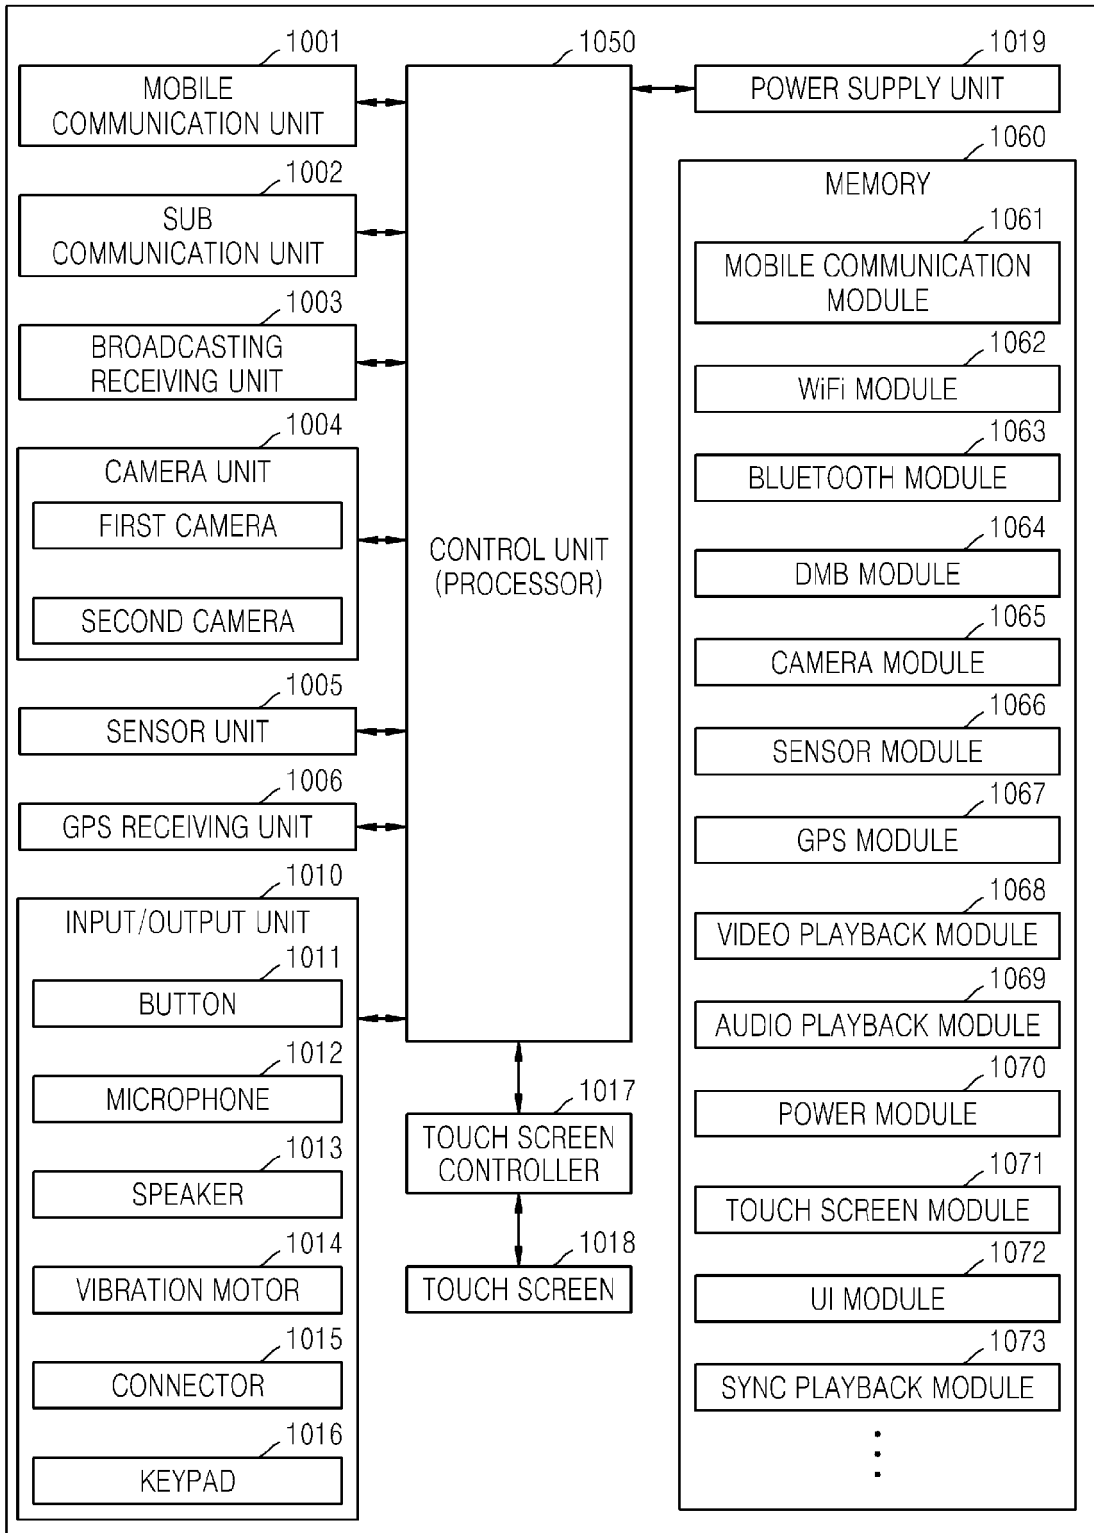 1001
MOBILE
COMMUNICATION UNIT
1002
SUB
COMMUNICATION UNIT
1003
BROADCASTING
RECEIVING UNIT
1004
CAMERA UNIT
FIRST CAMERA
SECOND CAMERA
1005
SENSOR UNIT
1006
GPS RECEIVING UNIT
1010
INPUT/OUTPUT UNIT
1011
BUTTON
1012
MICROPHONE
1013
SPEAKER
1014
VIBRATION MOTOR
1015
CONNECTOR
1016
KEYPAD
1050
CONTROL UNIT
(PROCESSOR)
1017
TOUCH SCREEN
CONTROLLER
1018
TOUCH SCREEN
1019
POWER SUPPLY UNIT
1060
MEMORY
1061
MOBILE COMMUNICATION
MODULE
1062
WiFi MODULE
1063
BLUETOOTH MODULE
1064
DMB MODULE
1065
CAMERA MODULE
1066
SENSOR MODULE
1067
GPS MODULE
1068
VIDEO PLAYBACK MODULE
1069
AUDIO PLAYBACK MODULE
1070
POWER MODULE
1071
TOUCH SCREEN MODULE
1072
UI MODULE
1073
SYNC PLAYBACK MODULE